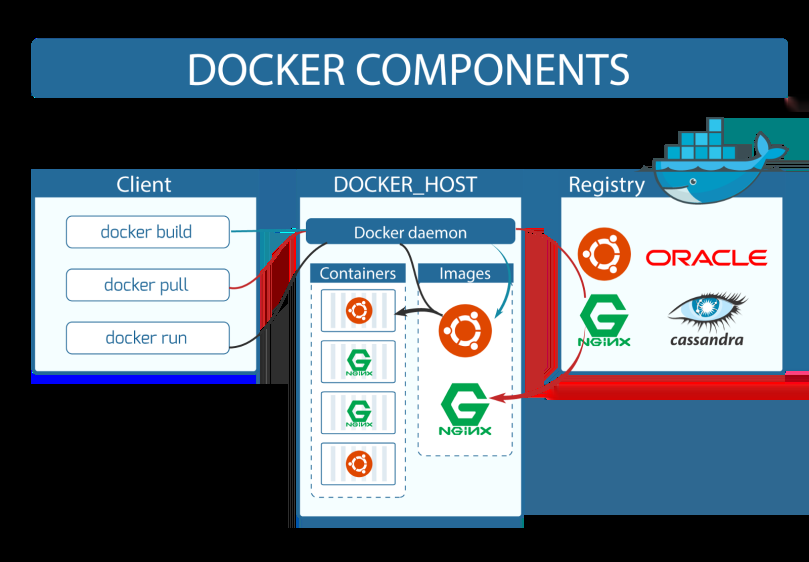 DOCKER COMPONENTS
Client
DOCKER_HOST
Registry
docker build
docker pull
docker run
Docker daemon
Containers
Images
NGiNX
NGiNX
NGiNX
ORACLE
NGiNX
cassandra